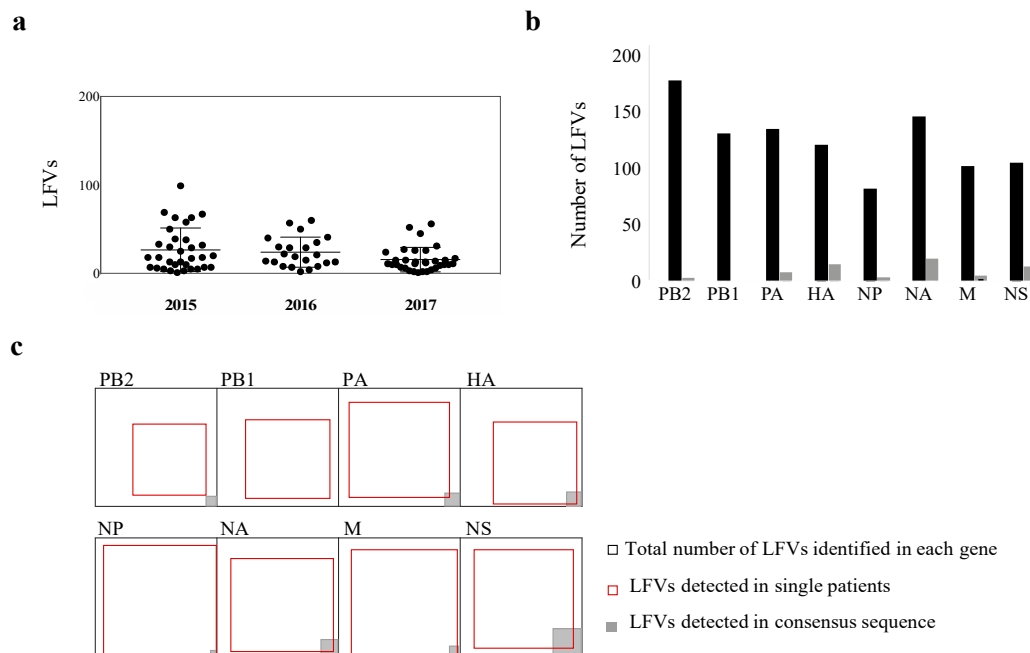 a
b
LFVs
200
100
0
2015 2016 2017
Number of LFVs
200
150
100
50
0
PB2 PB1 PA HA NP NA M NS
c
PB2 PB1 PA HA
NP NA M NS
Total number of LFVs identified in each gene
LFVs detected in single patients
LFVs detected in consensus sequence